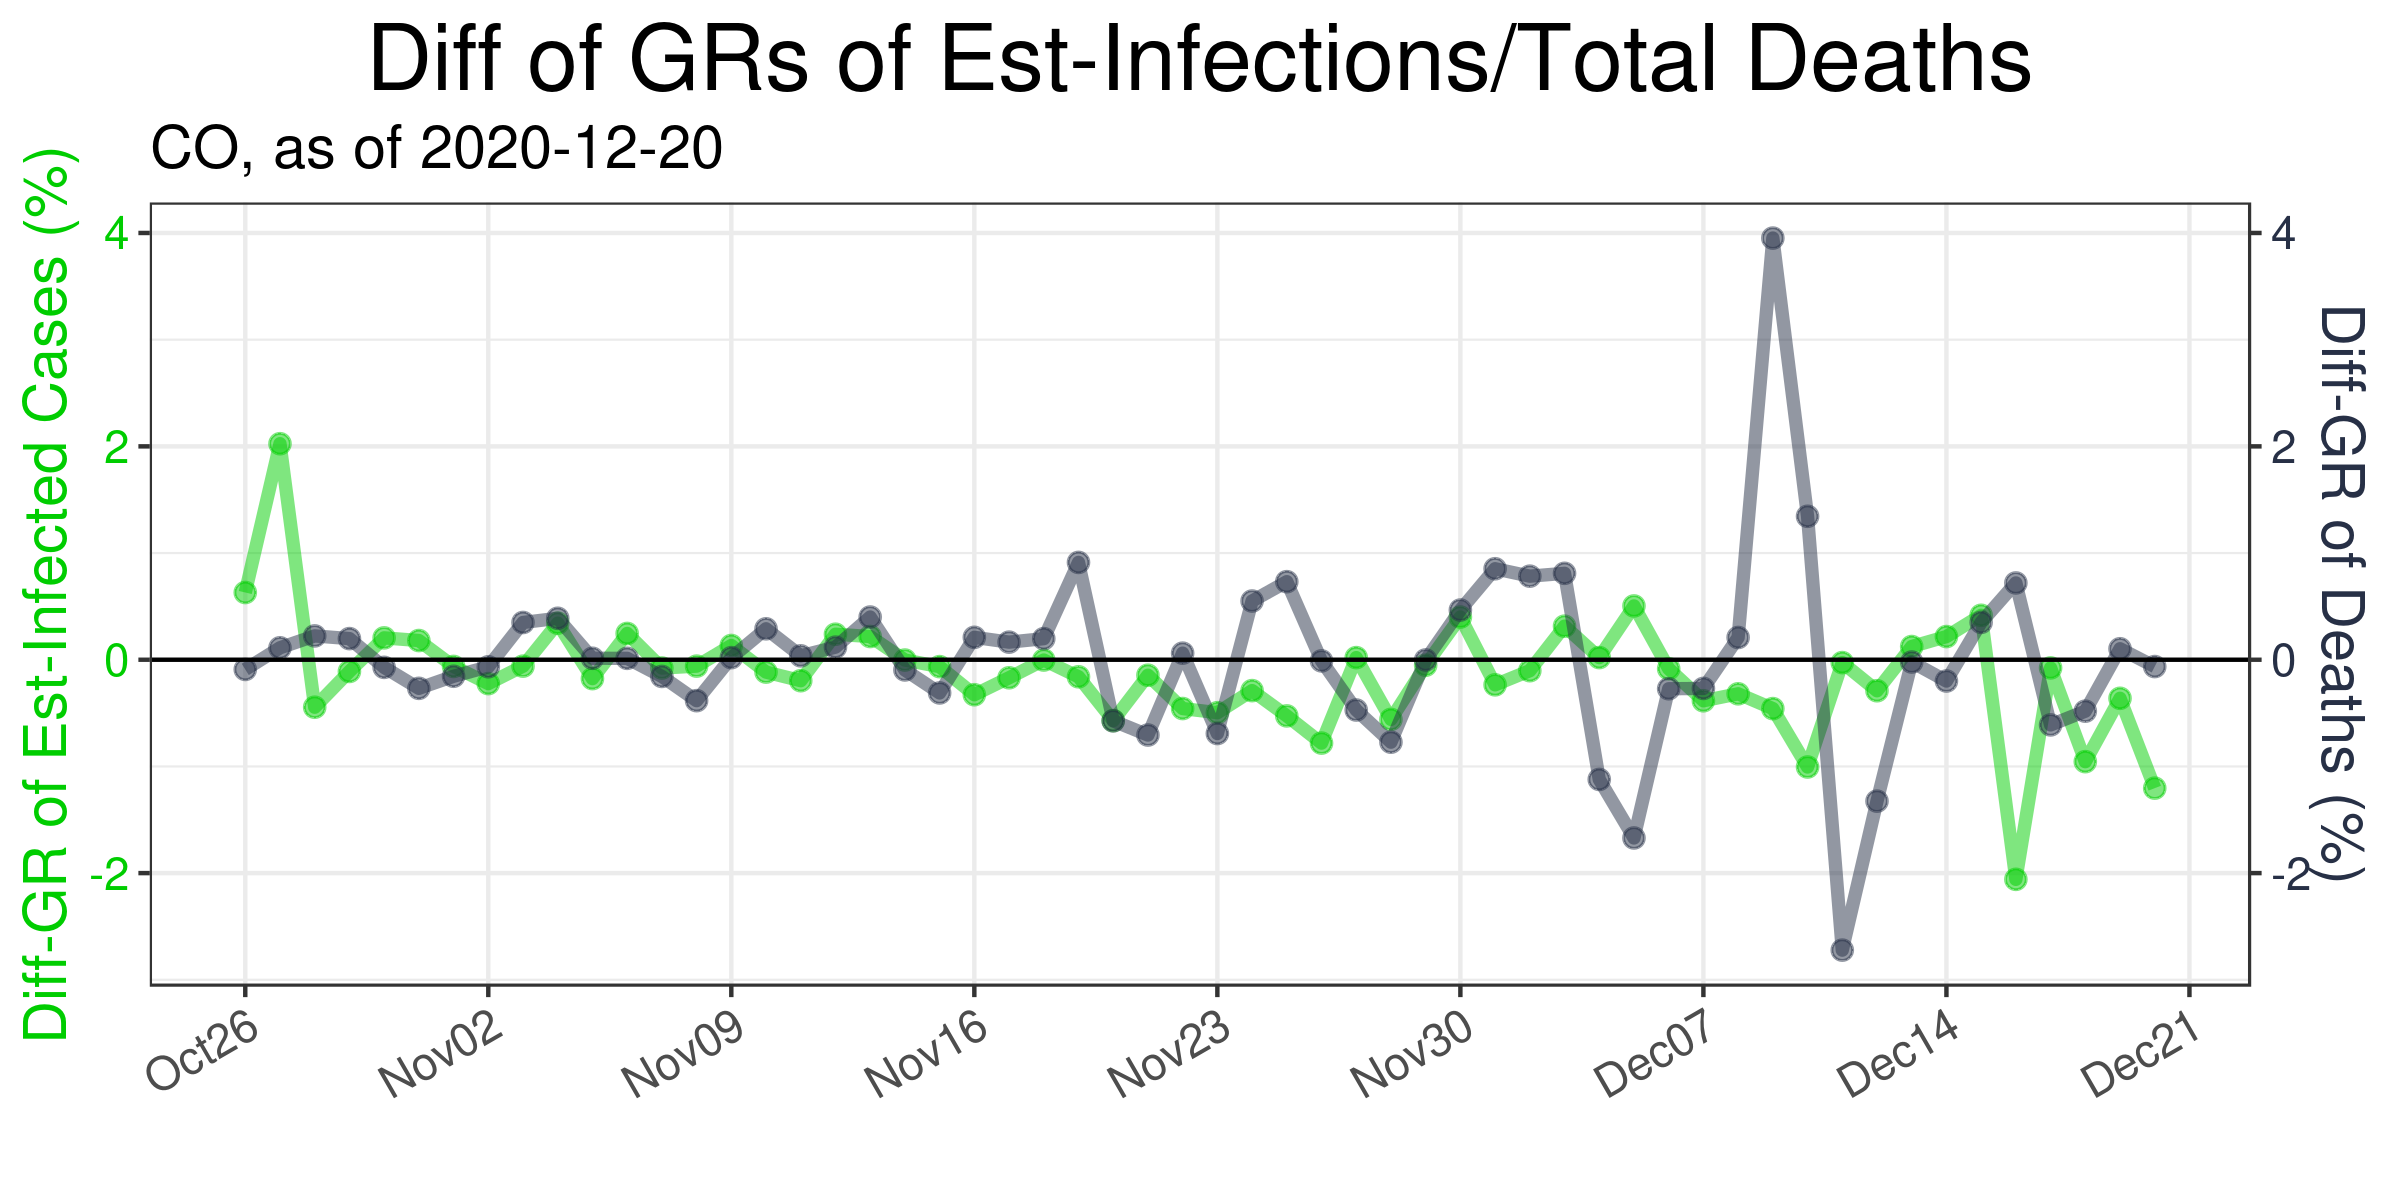 Diff of GRs of Est-Infections/Total Deaths
CO, as of 2020-12-20
Diff-GR of Est-Infected Cases (%)
4
2
0
-2
4
2
0
-2
Diff-GR of Deaths (%)
Oct26
Nov02
Nov09
Nov16
Nov23
Nov30
Dec07
Dec14
Dec21